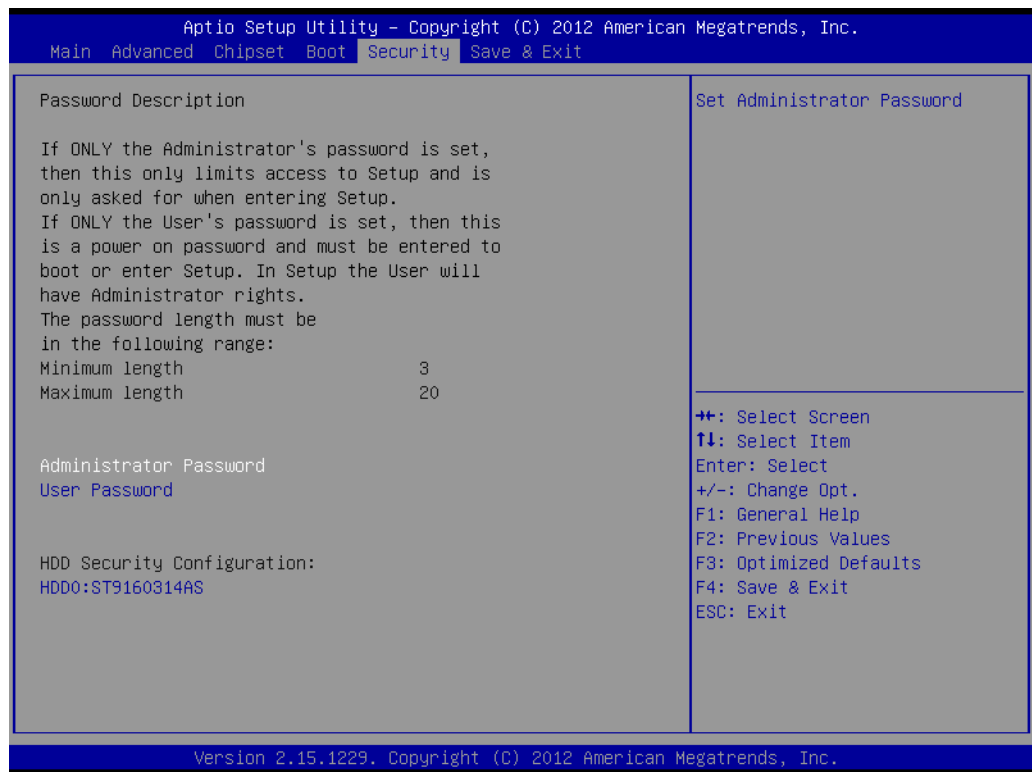 Aptio Setup Utility – Copyright (C) 2012 American Megatrends, Inc.
Main Advanced Chipset Boot Security Save & Exit
Password Description
If ONLY the Administrator's password is set,
then this only limits access to Setup and is
only asked for when entering Setup.
If ONLY the User's password is set, then this
is a power on password and must be entered to
boot or enter Setup. In Setup the User will
have Administrator rights.
The password length must be
in the following range:
Minimum length 3
Maximum length 20
Administrator Password
User Password
HDD Security Configuration:
HDD0:ST9160314AS
Set Administrator Password
→←: Select Screen
↑↓: Select Item
Enter: Select
+/-: Change Opt.
F1: General Help
F2: Previous Values
F3: Optimized Defaults
F4: Save & Exit
ESC: Exit
Version 2.15.1229. Copyright (C) 2012 American Megatrends, Inc.